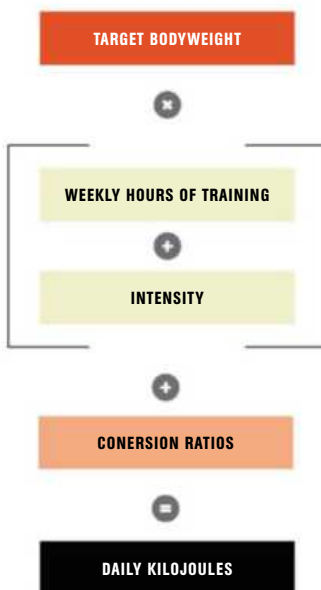 TARGET BODYWEIGHT
×
WEEKLY HOURS OF TRAINING
+
INTENSITY
+
CONERSION RATIOS
=
DAILY KILOJOULES